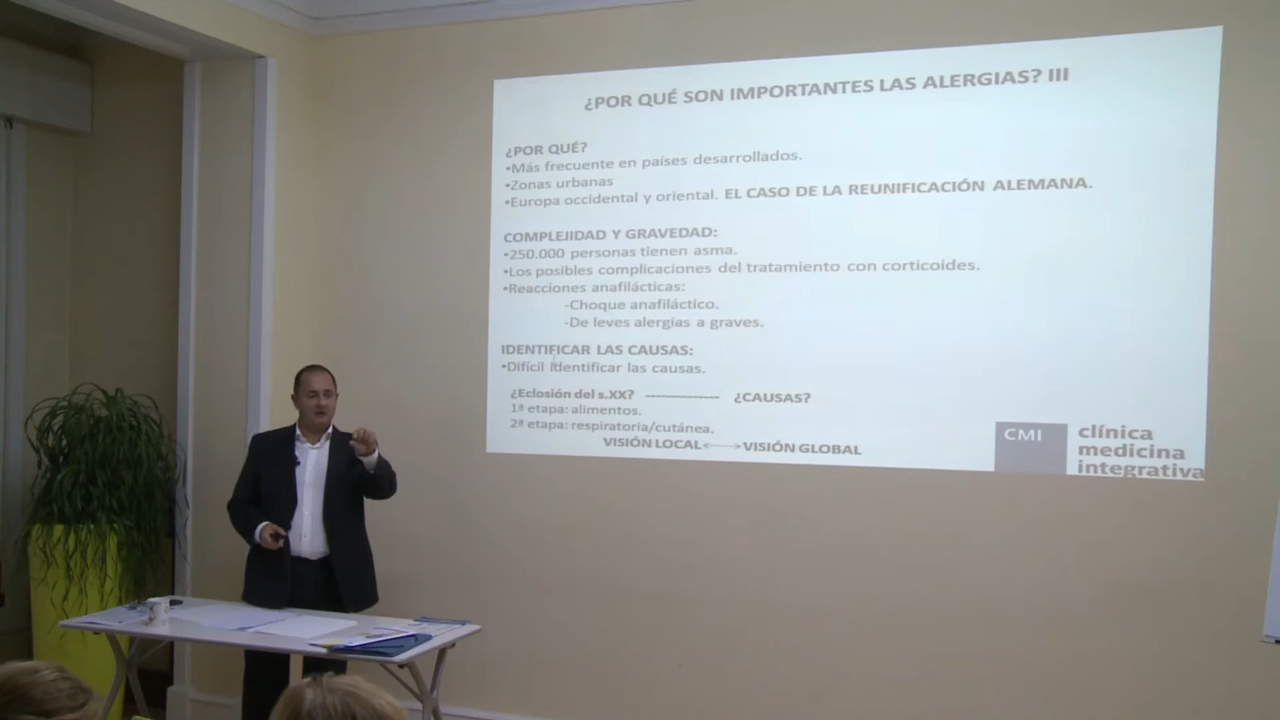 ¿POR QUÉ SON IMPORTANTES LAS ALERGIAS? III
¿POR QUÉ?
•Más frecuente en países desarrollados.
•Zonas urbanas
•Europa occidental y oriental. EL CASO DE LA REUNIFICACIÓN ALEMANA.
COMPLEJIDAD Y GRAVEDAD:
•250.000 personas tienen asma.
•Los posibles complicaciones del tratamiento con corticoides.
•Reacciones anafilácticas:
-Choque anafiláctico.
-De leves alergias a graves.
IDENTIFICAR LAS CAUSAS:
•Difícil identificar las causas.
¿Eclosión del s.XX? -------------- ¿CAUSAS?
1ª etapa: alimentos.
2ª etapa: respiratoria/cutánea.
VISIÓN LOCAL<---->VISIÓN GLOBAL
CMI
clínica
medicina
integrativa